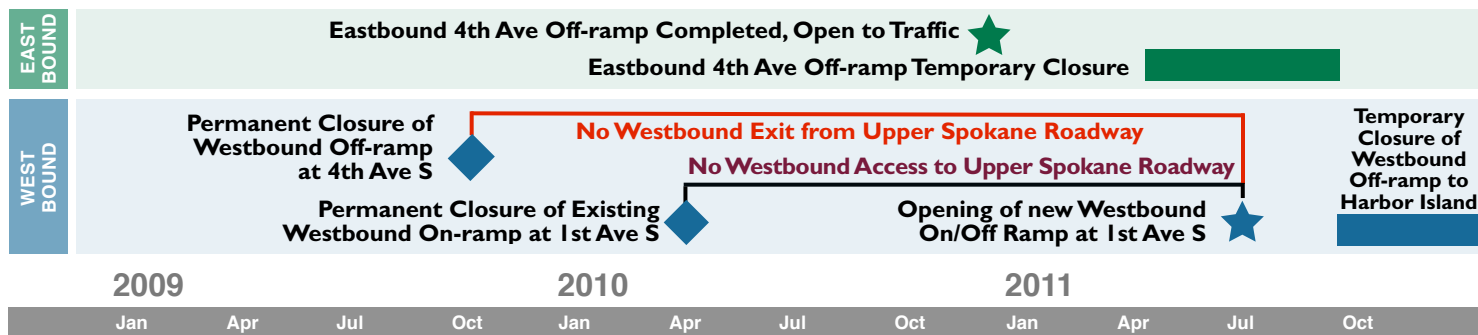 EAST
BOUND
Eastbound 4th Ave Off-ramp Completed, Open to Traffic
Eastbound 4th Ave Off-ramp Temporary Closure
WEST
BOUND
Permanent Closure of
Westbound Off-ramp
at 4th Ave S
No Westbound Exit from Upper Spokane Roadway
No Westbound Access to Upper Spokane Roadway
Permanent Closure of Existing
Westbound On-ramp at 1st Ave S
Opening of new Westbound
On/Off Ramp at 1st Ave S
Temporary
Closure of
Westbound
Off-ramp to
Harbor Island
2009 2010 2011
Jan Apr Jul Oct Jan Apr Jul Oct Jan Apr Jul Oct